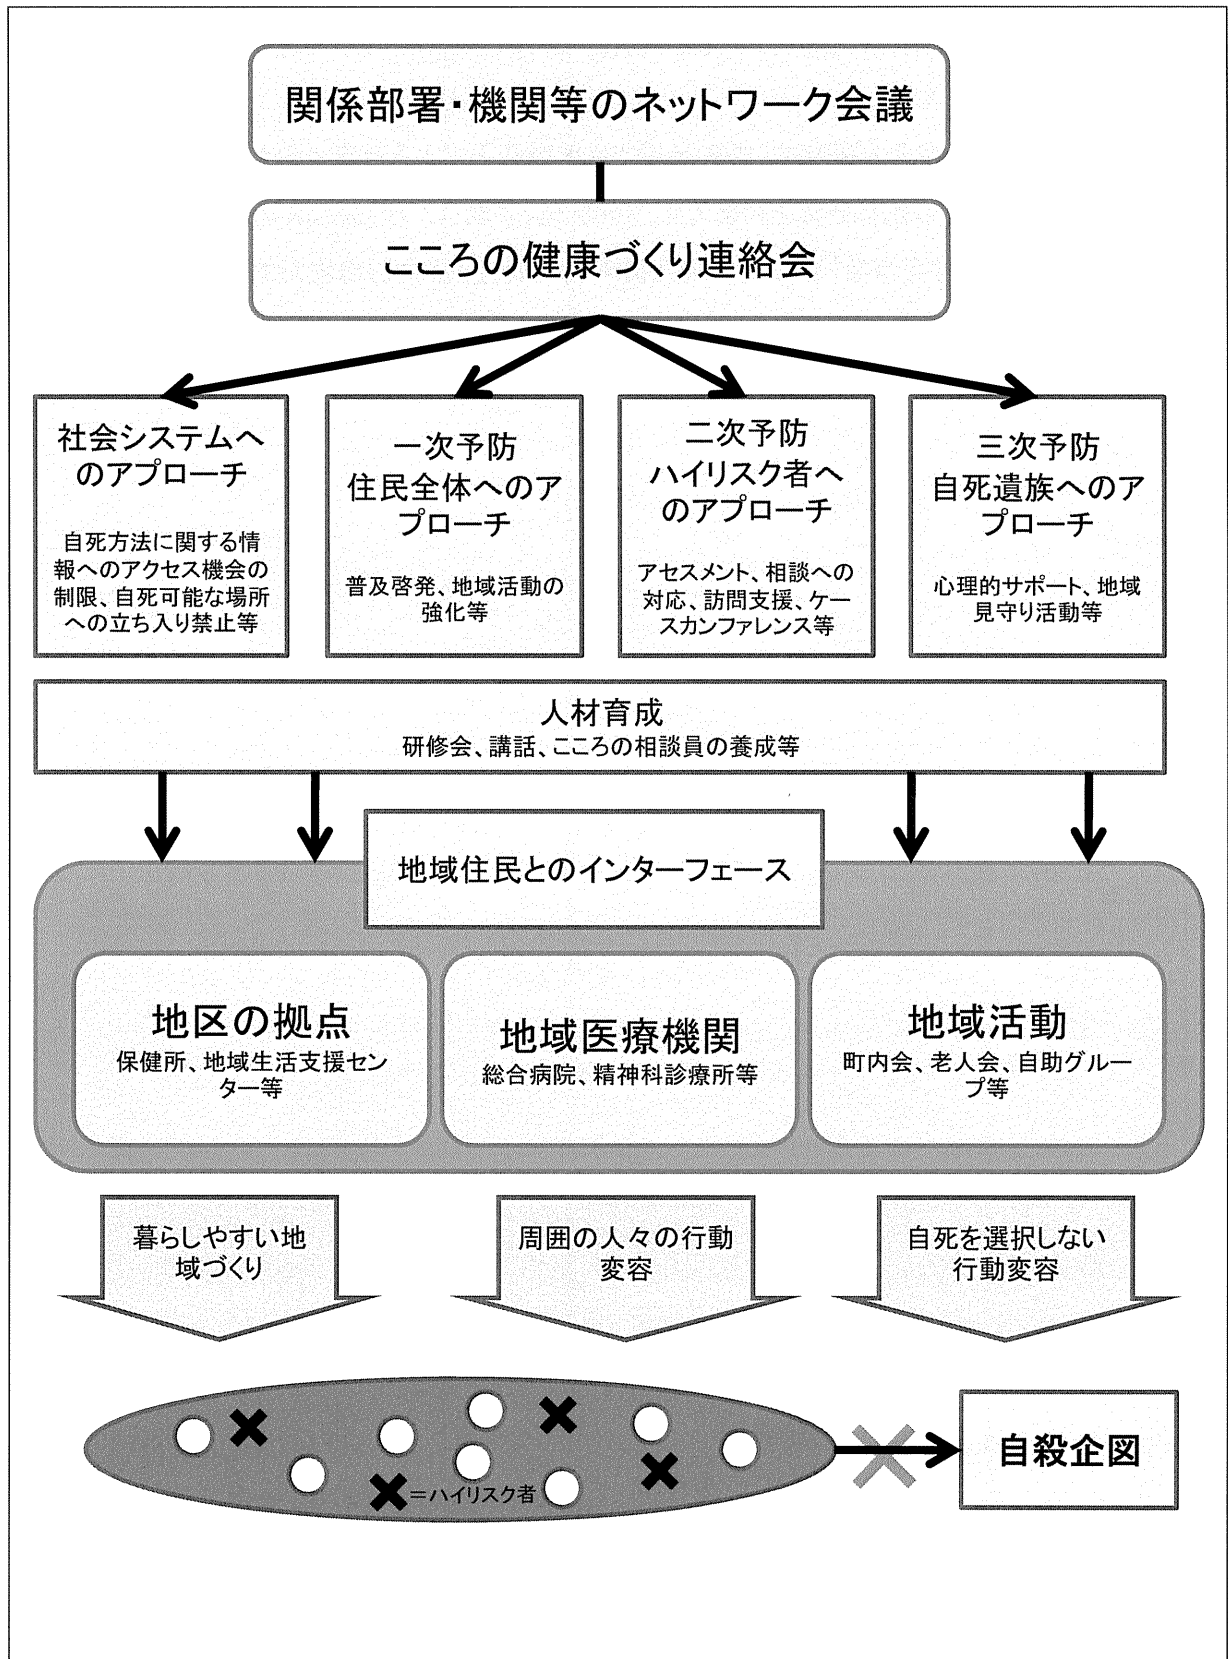 関係部署・機関等のネットワーク会議
こころの健康づくり連絡会
社会システムへ
のアプローチ
自死方法に関する情
報へのアクセス機会の
制限、自死可能な場所
への立ち入り禁止等
一次予防
住民全体へのア
プローチ
普及啓発、地域活動の
強化等
二次予防
ハイリスク者へ
のアプローチ
アセスメント、相談への
対応、訪問支援、ケー
スカンファレンス等
三次予防
自死遺族へのア
プローチ
心理的サポート、地域
見守り活動等
人材育成
研修会、講話、こころの相談員の養成等
地域住民とのインターフェース
地区の拠点
保健所、地域生活支援セン
ター等
地域医療機関
総合病院、精神科診療所等
地域活動
町内会、老人会、自助グルー
プ等
暮らしやすい地
域づくり
周囲の人々の行動
変容
自死を選択しない
行動変容
=ハイリスク者
自殺企図